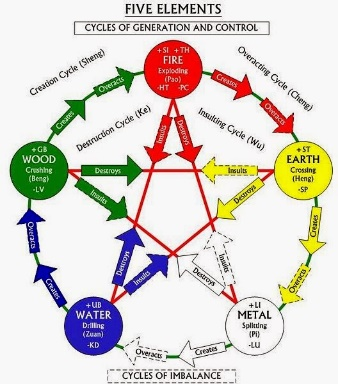 FIVE ELEMENTS
CYCLES OF GENERATION AND CONTROL
Creation Cycle (Sheng)
Overacting Cycle (Cheng)
Destruction Cycle (Ke)
Insulting Cycle (Wu)
+SI +TH
FIRE
Exploding
(Pao)
-HT -PC
Creates
Overacts
Insults
Destroys
+ST
EARTH
Crossing
(Heng)
-SP
Insults
Destroys
Creates
Overacts
+LI
METAL
Splitting
(Pi)
-LU
Insults
Destroys
Creates
Overacts
+UB
WATER
Drilling
(Zuan)
-KD
Destroys
Insults
Creates
Overacts
+GB
WOOD
Crushing
(Beng)
-LV
Destroys
Insults
Creates
Overacts
CYCLES OF IMBALANCE